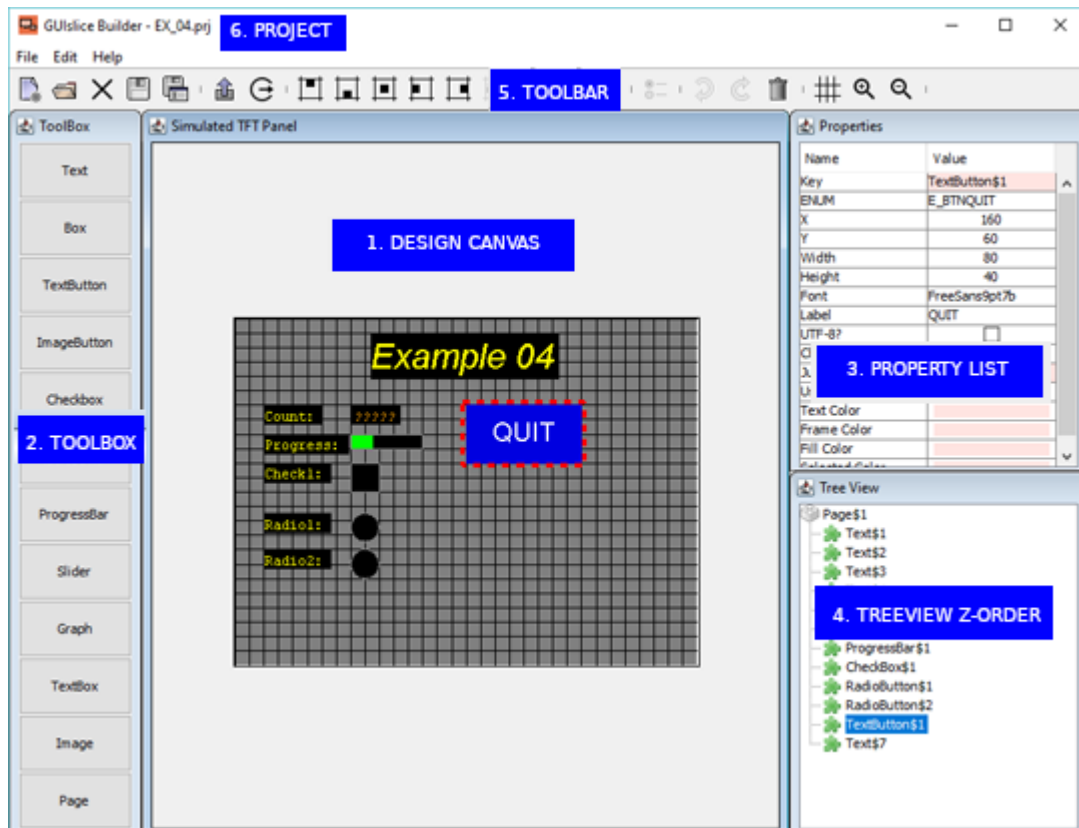 GUIslice Builder - EX_04.prj
6. PROJECT
File Edit Help
5. TOOLBAR
ToolBox
Simulated TFT Panel
Properties
Text
Box
TextButton
ImageButton
Checkbox
2. TOOLBOX
ProgressBar
Slider
Graph
TextBox
Image
Page
1. DESIGN CANVAS
Example 04
Count: ?????
QUIT
Progress:
Check1:
Radio1:
Radio2:
Name Value
Key TextButton$1
ENUM E_BTNQUIT
X 160
Y 60
Width 80
Height 40
Font FreeSans9pt7b
Label QUIT
UTF-8?
3. PROPERTY LIST
Text Color
Frame Color
Fill Color
Selected Color
Tree View
Page$1
Text$1
Text$2
Text$3
4. TREEVIEW Z-ORDER
ProgressBar$1
CheckBox$1
RadioButton$1
RadioButton$2
TextButton$1
Text$7